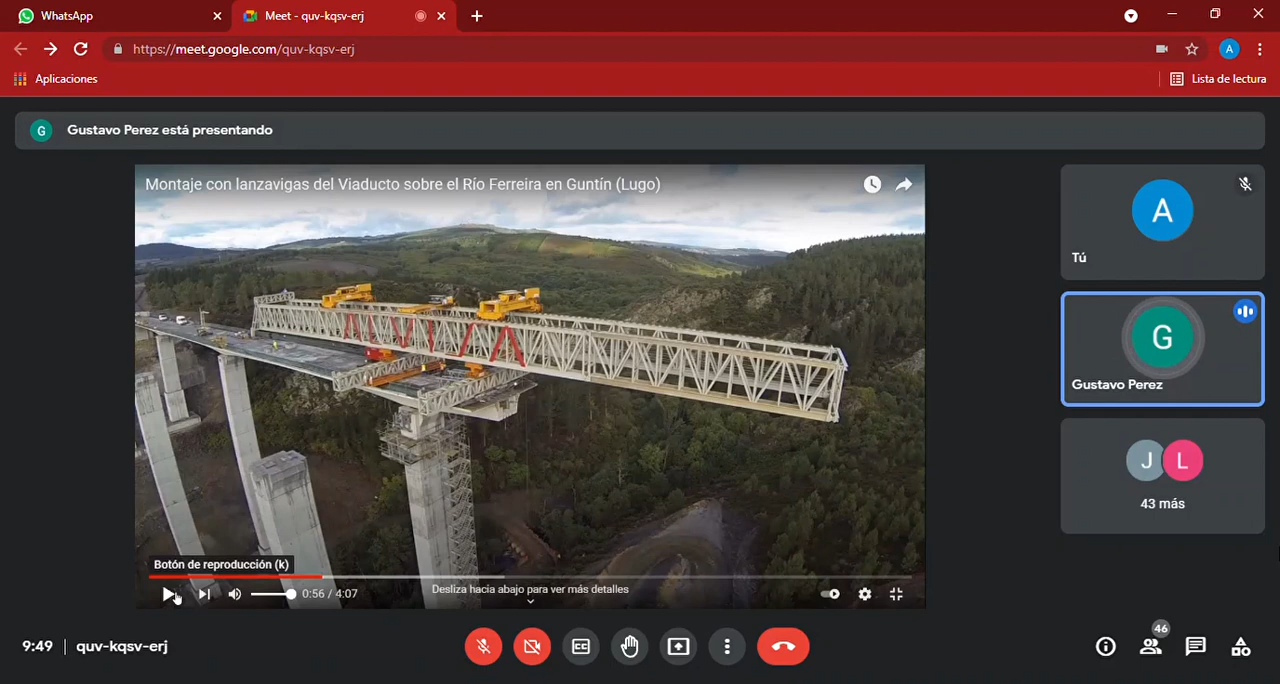 WhatsApp
Meet - quv-kqsv-erj
https://meet.google.com/quv-kqsv-erj
A
Aplicaciones
Lista de lectura
G
Gustavo Perez está presentando
Montaje con lanzavigas del Viaducto sobre el Río Ferreira en Guntín (Lugo)
A
Tú
G
Gustavo Perez
J
L
43 más
Botón de reproducción (k)
0:56 / 4:07
Desliza hacia abajo para ver más detalles
9:49
quv-kqsv-erj
CC
46